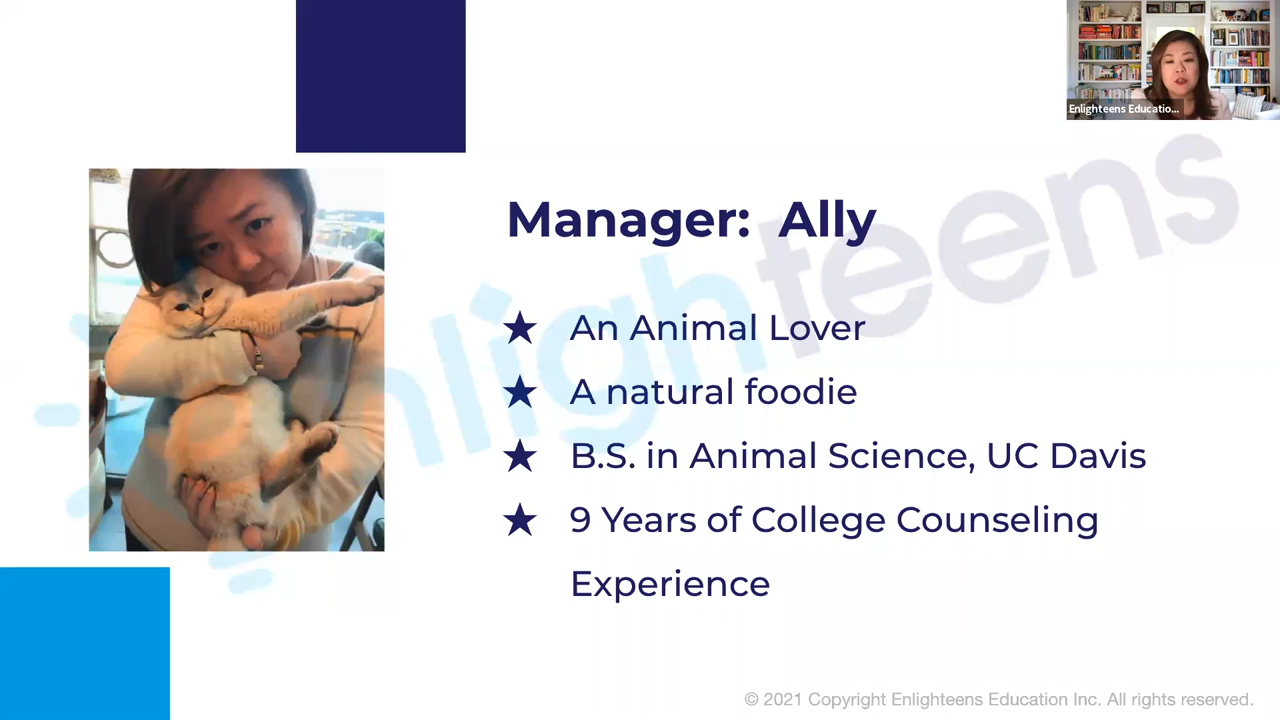 Enlighteens Educatio...
enlighteens
Manager: Ally
★ An Animal Lover
★ A natural foodie
★ B.S. in Animal Science, UC Davis
★ 9 Years of College Counseling
Experience
© 2021 Copyright Enlighteens Education Inc. All rights reserved.